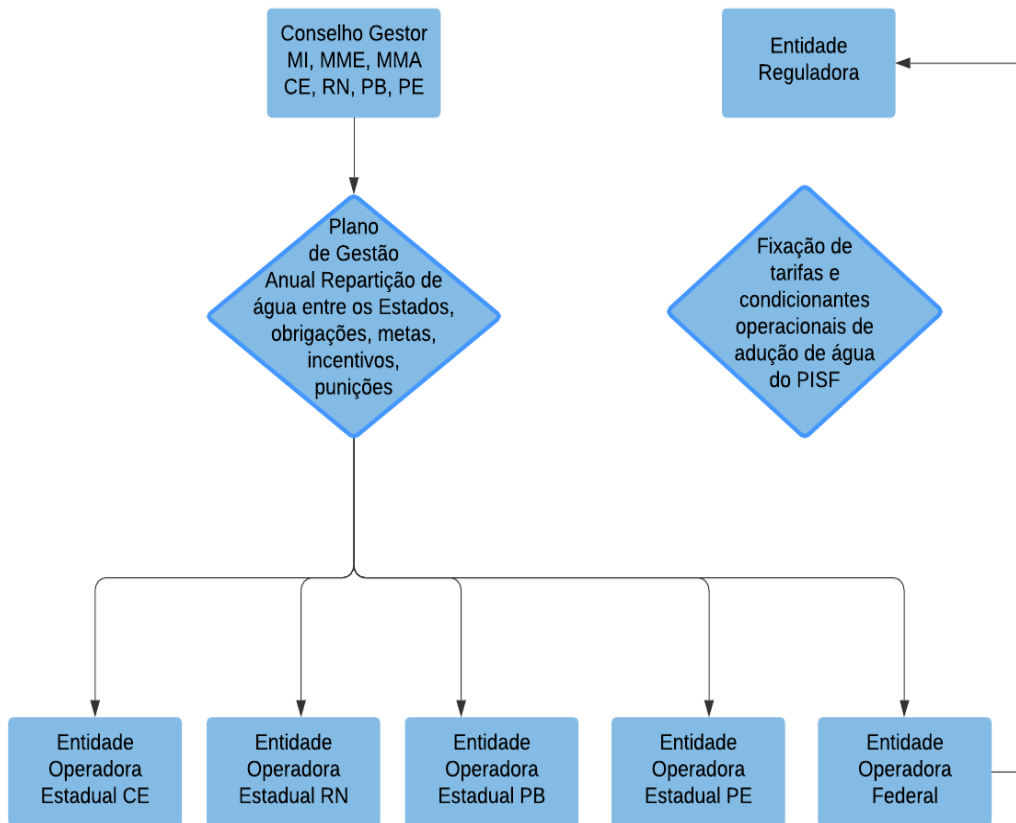 Conselho Gestor
MI, MME, MMA
CE, RN, PB, PE
Entidade
Reguladora
Plano
de Gestão
Anual Repartição de
água entre os Estados,
obrigações, metas,
incentivos,
punições
Fixação de
tarifas e
condicionantes
operacionais de
adução de água
do PISF
Entidade
Operadora
Estadual CE
Entidade
Operadora
Estadual RN
Entidade
Operadora
Estadual PB
Entidade
Operadora
Estadual PE
Entidade
Operadora
Federal